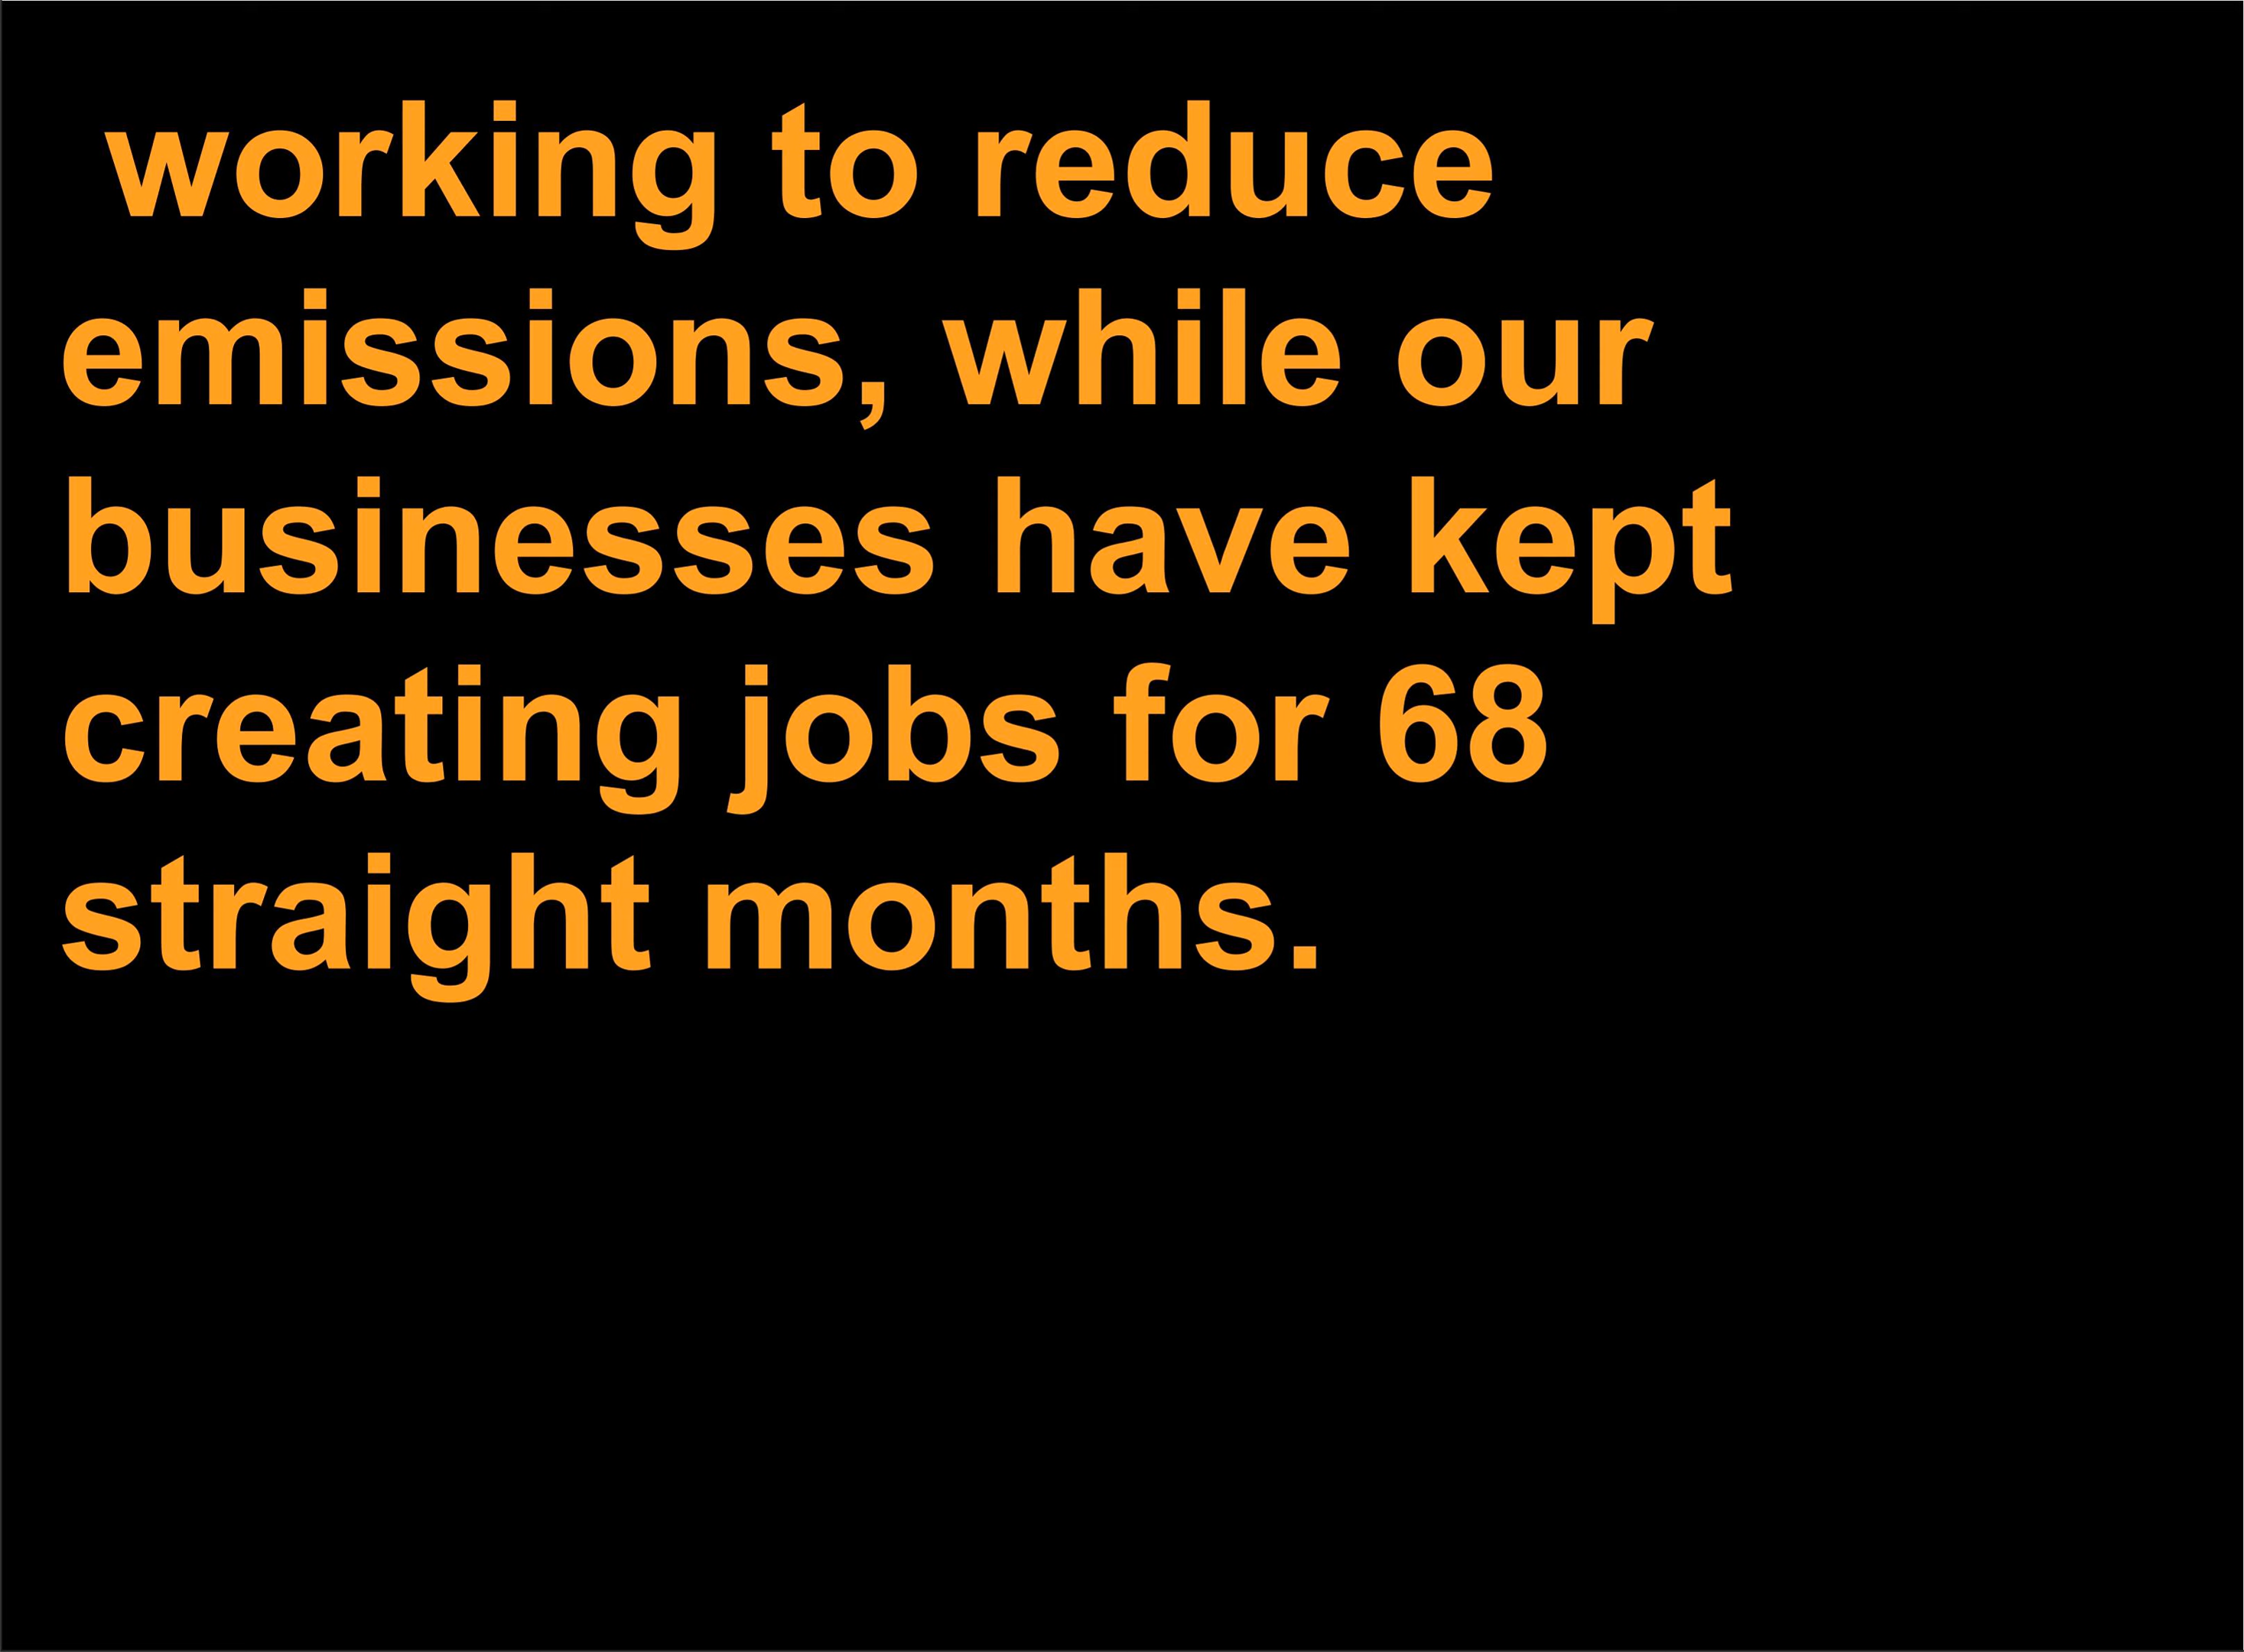 working to reduce
emissions, while our
businesses have kept
creating jobs for 68
straight months.